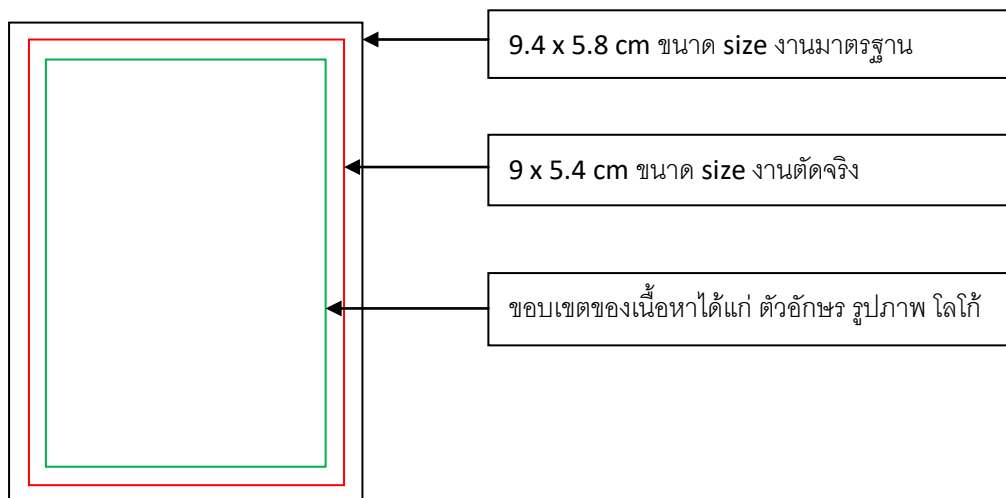 9.4 x 5.8 cm ขนาด size งานมาตรฐาน
9 x 5.4 cm ขนาด size งานตัดจริง
ขอบเขตของเนื้อหาได้แก่ ตัวอักษร รูปภาพ โลโก้